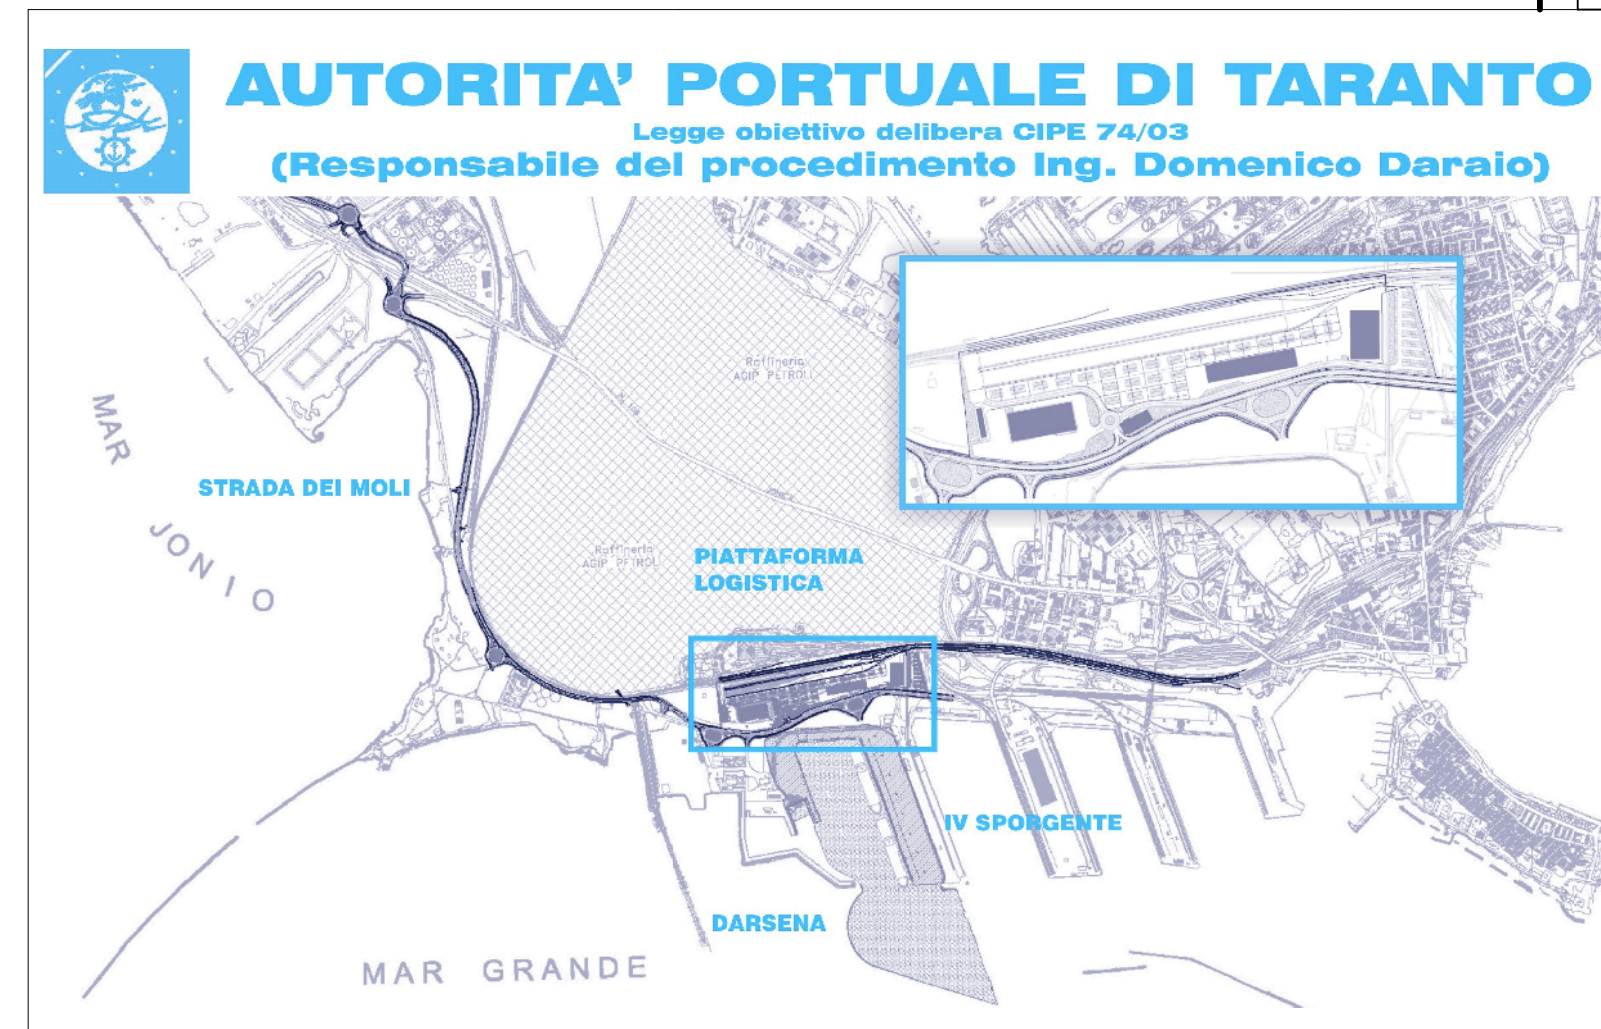 AUTORITA' PORTUALE DI TARANTO
Legge obiettivo delibera CIPE 74/03
(Responsabile del procedimento Ing. Domenico Daraio)
Raffineria
AGIP PETROLI
MAR
JONIO
STRADA DEI MOLI
Raffineria
AGIP PETROLI
PIATTAFORMA
LOGISTICA
IV SPORGENTE
DARSENA
MAR GRANDE